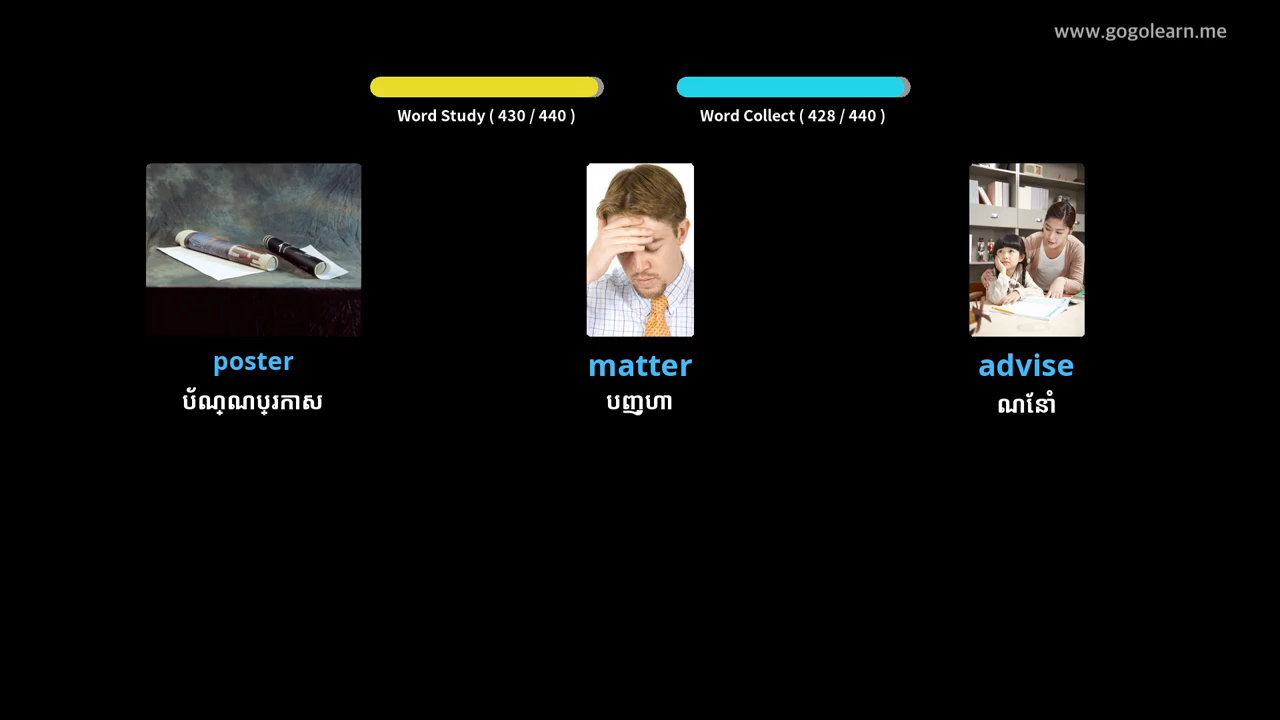 www.gogolearn.me
Word Study ( 430 / 440 )
Word Collect ( 428 / 440 )
poster
ប័ណ្ណប្រកាស
matter
បញ្ហា
advise
ណែនាំ